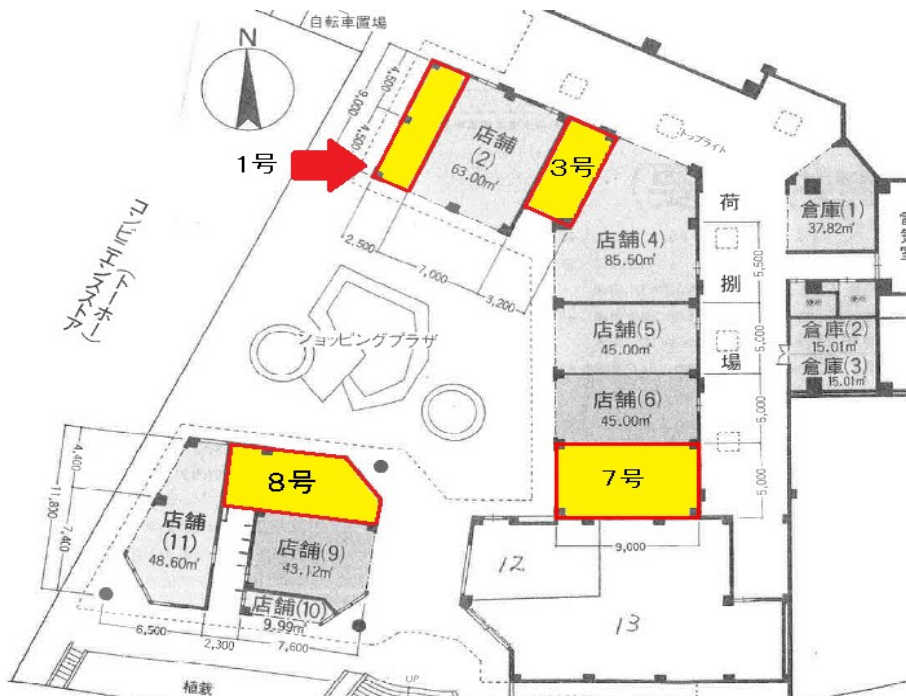 自転車置場
N
4,500
9,000
4,500
1号
店舗
(2)
63.00㎡
3号
トップライト
荷捌場
倉庫(1)
37.82㎡
電気室
店舗(4)
85.50㎡
5,500
2,500
7,000
3,200
コンビニエンスストア
(トーホー)
ショッピングプラザ
店舗(5)
45.00㎡
5,000
倉庫(2)
15.01㎡
倉庫(3)
15.01㎡
店舗(6)
45.00㎡
5,000
7号
5,000
9,000
4,400
11,800
7,400
8号
店舗
(11)
48.60㎡
店舗(9)
43.12㎡
店舗(10)
9.99㎡
12
13
6,500
2,300
7,600
植栽
UP